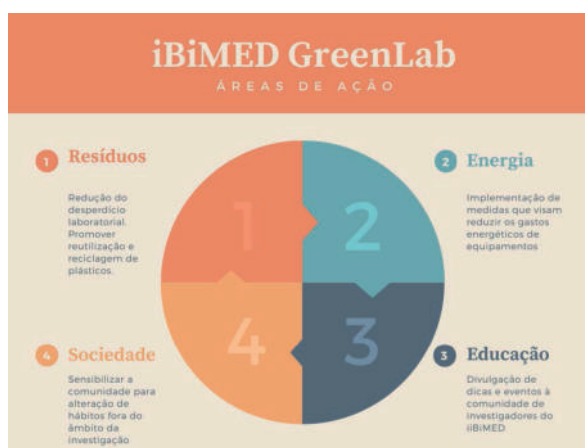 iBiMED GreenLab
ÁREAS DE AÇÃO
1 Resíduos
Redução do
desperdício
laboratorial.
Promover
reutilização e
reciclagem de
plásticos.
2 Energia
Implementação de
medidas que visam
reduzir os gastos
energéticos de
equipamentos
1
2
4
3
4 Sociedade
Sensibilizar a
comunidade para
alteração de
hábitos fora do
âmbito da
investigação
3 Educação
Divulgação de
dicas e eventos à
comunidade de
investigadores do
iiBiMED